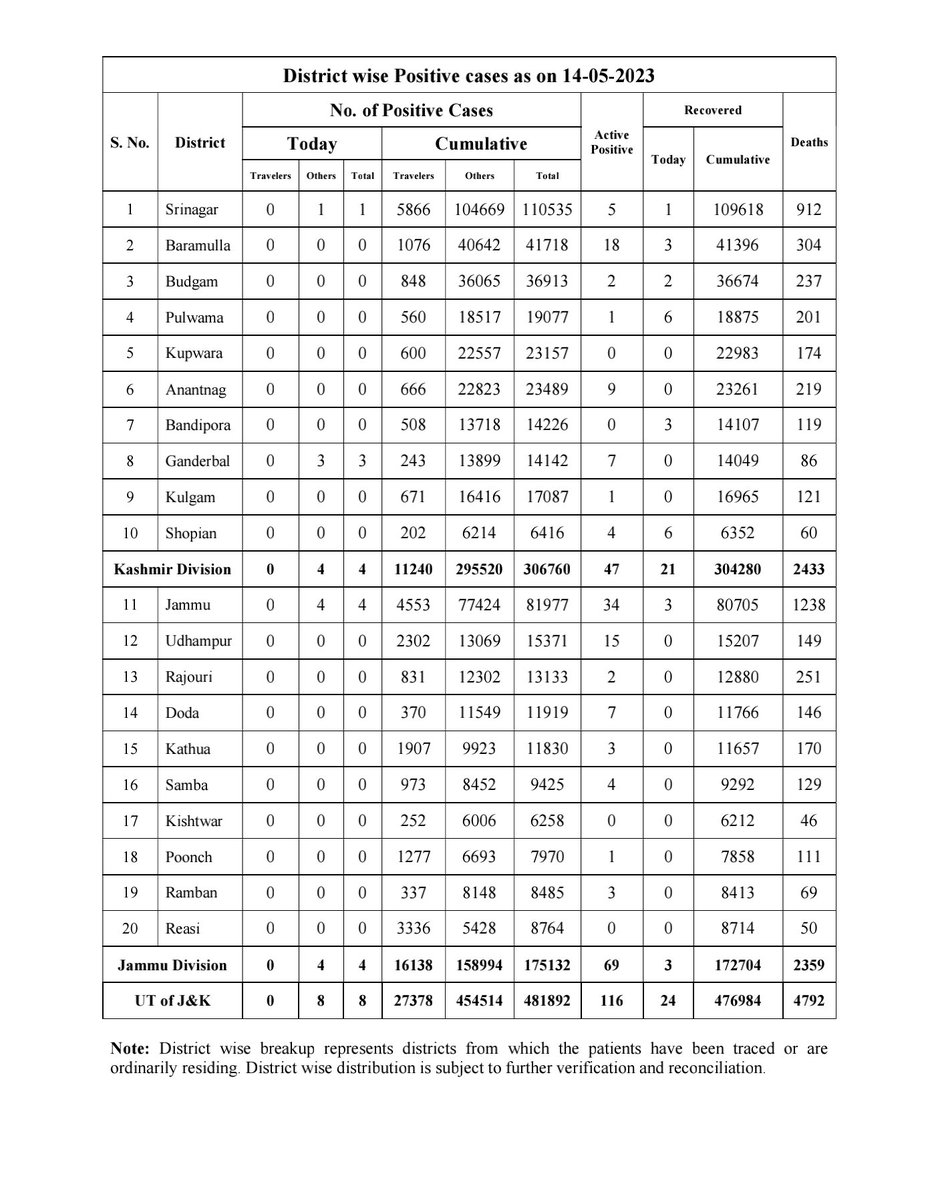 District wise Positive cases as on 14-05-2023
S. No. District No. of Positive Cases Active Positive Recovered Deaths
Today Cumulative Today Cumulative
Travelers Others Total Travelers Others Total
1 Srinagar 0 1 1 5866 104669 110535 5 1 109618 912
2 Baramulla 0 0 0 1076 40642 41718 18 3 41396 304
3 Budgam 0 0 0 848 36065 36913 2 2 36674 237
4 Pulwama 0 0 0 560 18517 19077 1 6 18875 201
5 Kupwara 0 0 0 600 22557 23157 0 0 22983 174
6 Anantnag 0 0 0 666 22823 23489 9 0 23261 219
7 Bandipora 0 0 0 508 13718 14226 0 3 14107 119
8 Ganderbal 0 3 3 243 13899 14142 7 0 14049 86
9 Kulgam 0 0 0 671 16416 17087 1 0 16965 121
10 Shopian 0 0 0 202 6214 6416 4 6 6352 60
Kashmir Division 0 4 4 11240 295520 306760 47 21 304280 2433
11 Jammu 0 4 4 4553 77424 81977 34 3 80705 1238
12 Udhampur 0 0 0 2302 13069 15371 15 0 15207 149
13 Rajouri 0 0 0 831 12302 13133 2 0 12880 251
14 Doda 0 0 0 370 11549 11919 7 0 11766 146
15 Kathua 0 0 0 1907 9923 11830 3 0 11657 170
16 Samba 0 0 0 973 8452 9425 4 0 9292 129
17 Kishtwar 0 0 0 252 6006 6258 0 0 6212 46
18 Poonch 0 0 0 1277 6693 7970 1 0 7858 111
19 Ramban 0 0 0 337 8148 8485 3 0 8413 69
20 Reasi 0 0 0 3336 5428 8764 0 0 8714 50
Jammu Division 0 4 4 16138 158994 175132 69 3 172704 2359
UT of J&K 0 8 8 27378 454514 481892 116 24 476984 4792
Note: District wise breakup represents districts from which the patients have been traced or are
ordinarily residing. District wise distribution is subject to further verification and reconciliation.